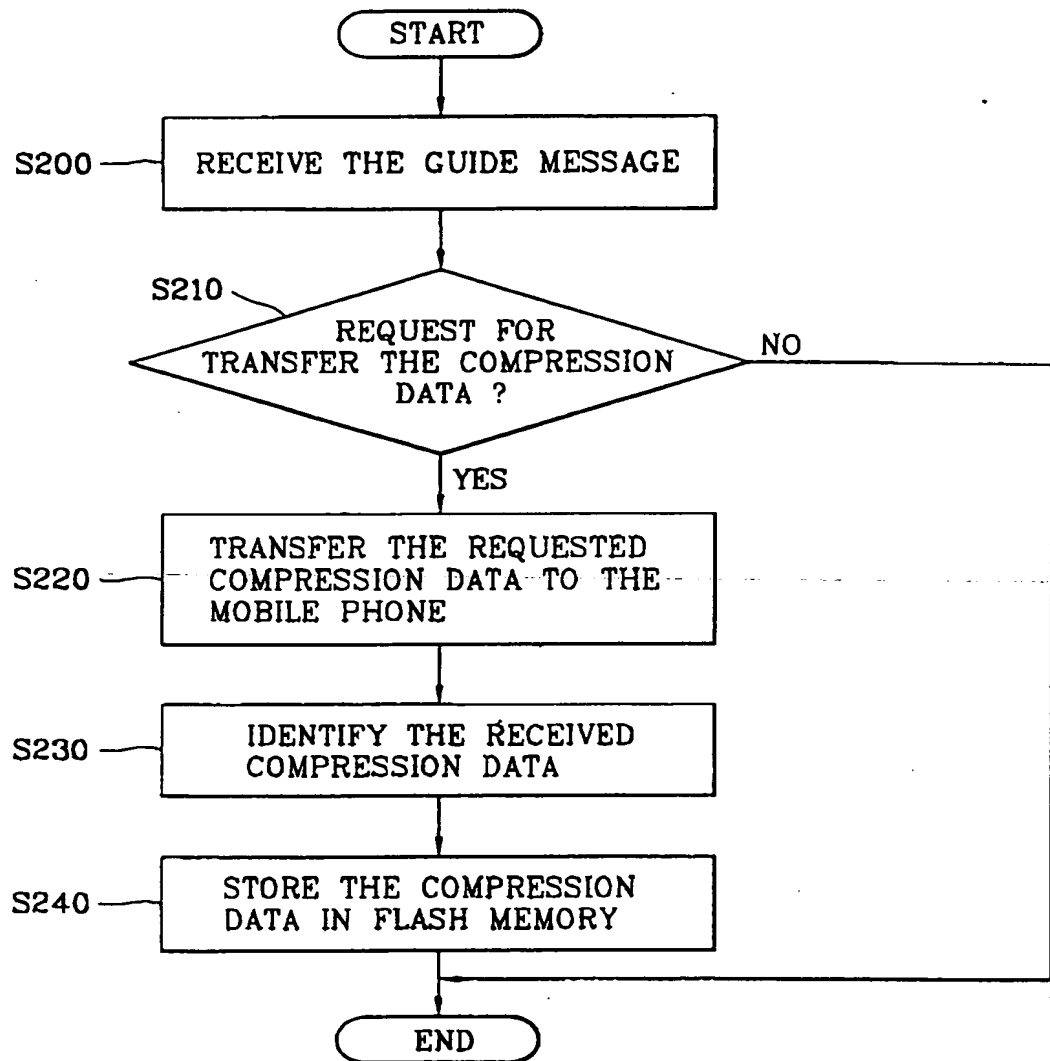 START
S200
RECEIVE THE GUIDE MESSAGE
S210
REQUEST FOR
TRANSFER THE COMPRESSION
DATA ?
NO
YES
S220
TRANSFER THE REQUESTED
COMPRESSION DATA TO THE
MOBILE PHONE
S230
IDENTIFY THE RECEIVED
COMPRESSION DATA
S240
STORE THE COMPRESSION
DATA IN FLASH MEMORY
END